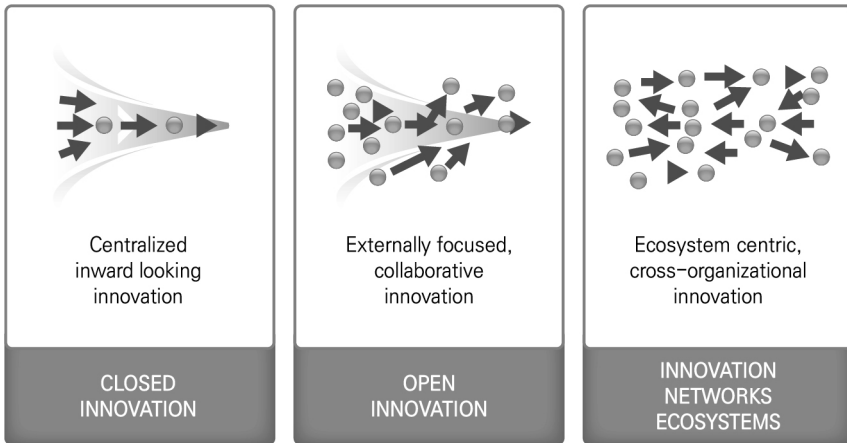 Centralized
inward looking
innovation
CLOSED
INNOVATION
Externally focused,
collaborative
innovation
OPEN
INNOVATION
Ecosystem centric,
cross-organizational
innovation
INNOVATION
NETWORKS
ECOSYSTEMS